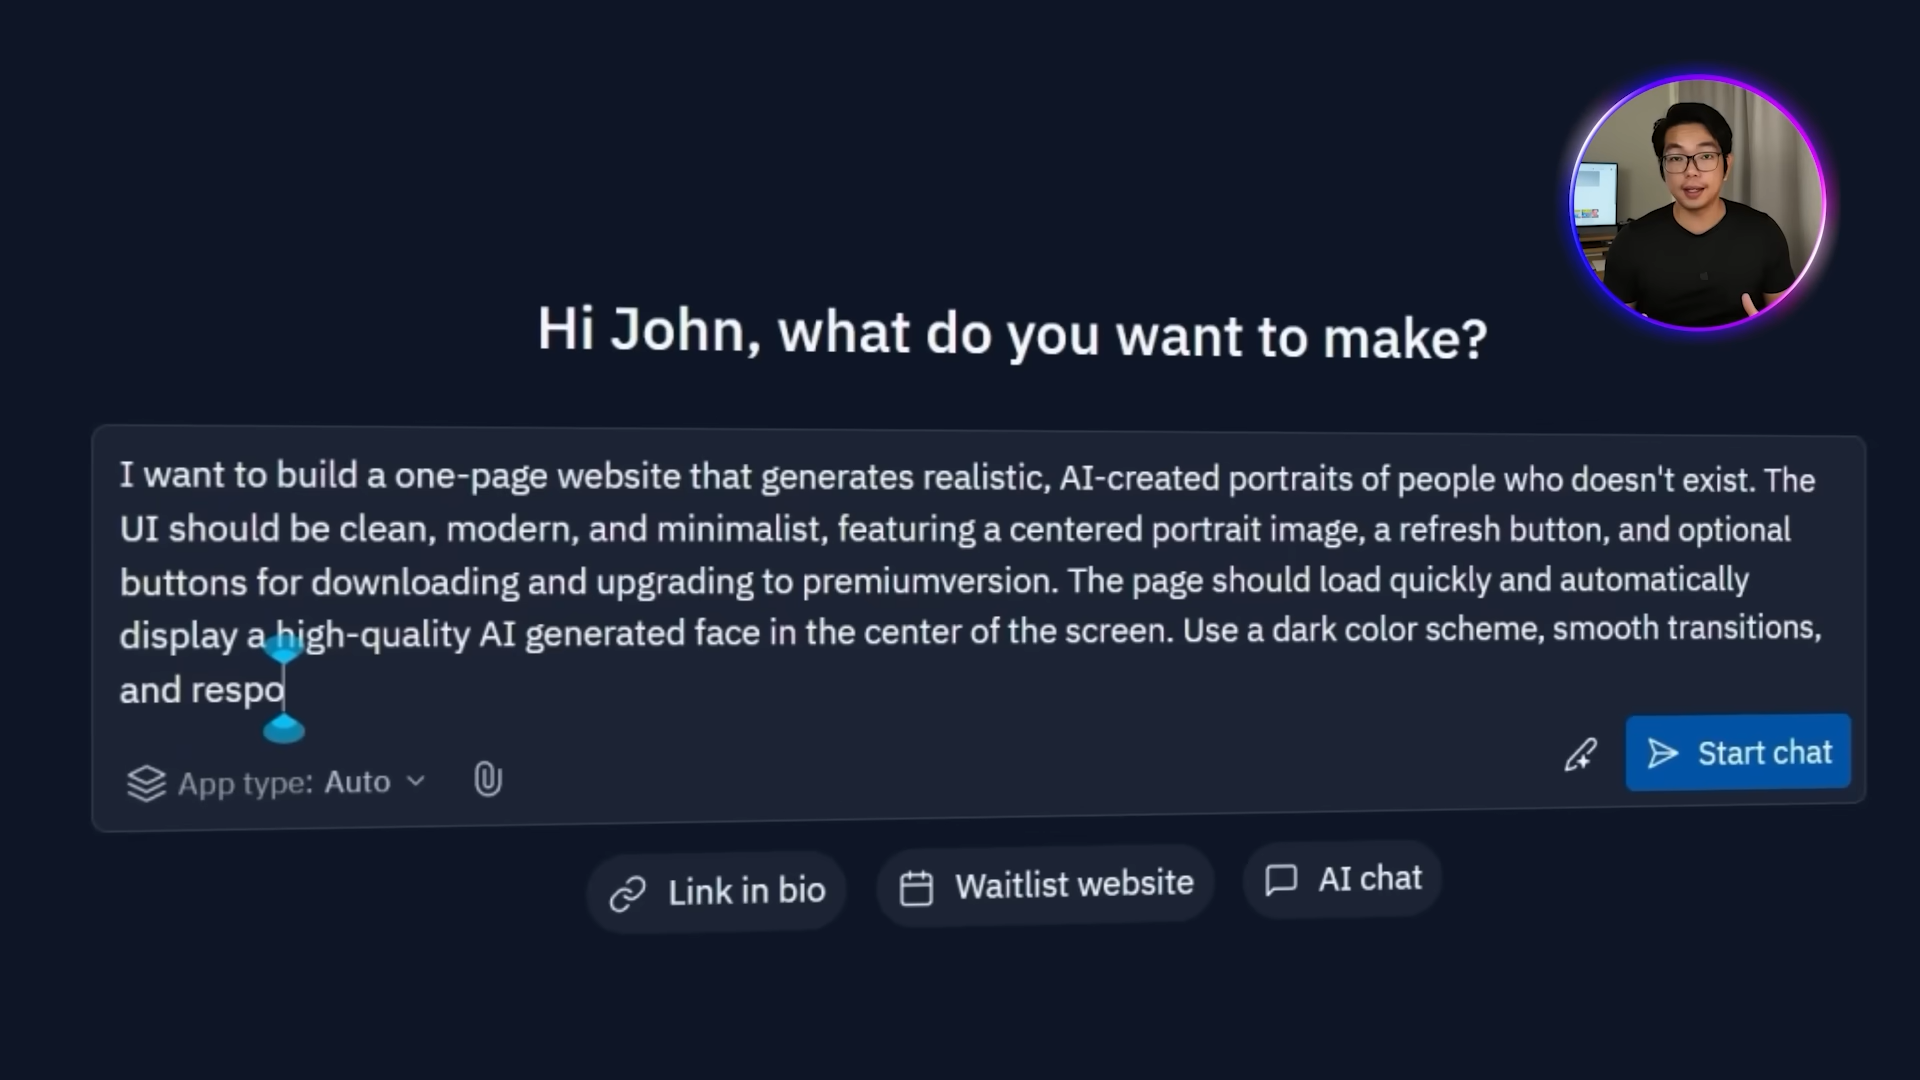 Hi John, what do you want to make?
I want to build a one-page website that generates realistic, AI-created portraits of people who doesn't exist. The
UI should be clean, modern, and minimalist, featuring a centered portrait image, a refresh button, and optional
buttons for downloading and upgrading to premiumversion. The page should load quickly and automatically
display a high-quality AI generated face in the center of the screen. Use a dark color scheme, smooth transitions,
and respo
App type: Auto
Start chat
Link in bio
Waitlist website
AI chat